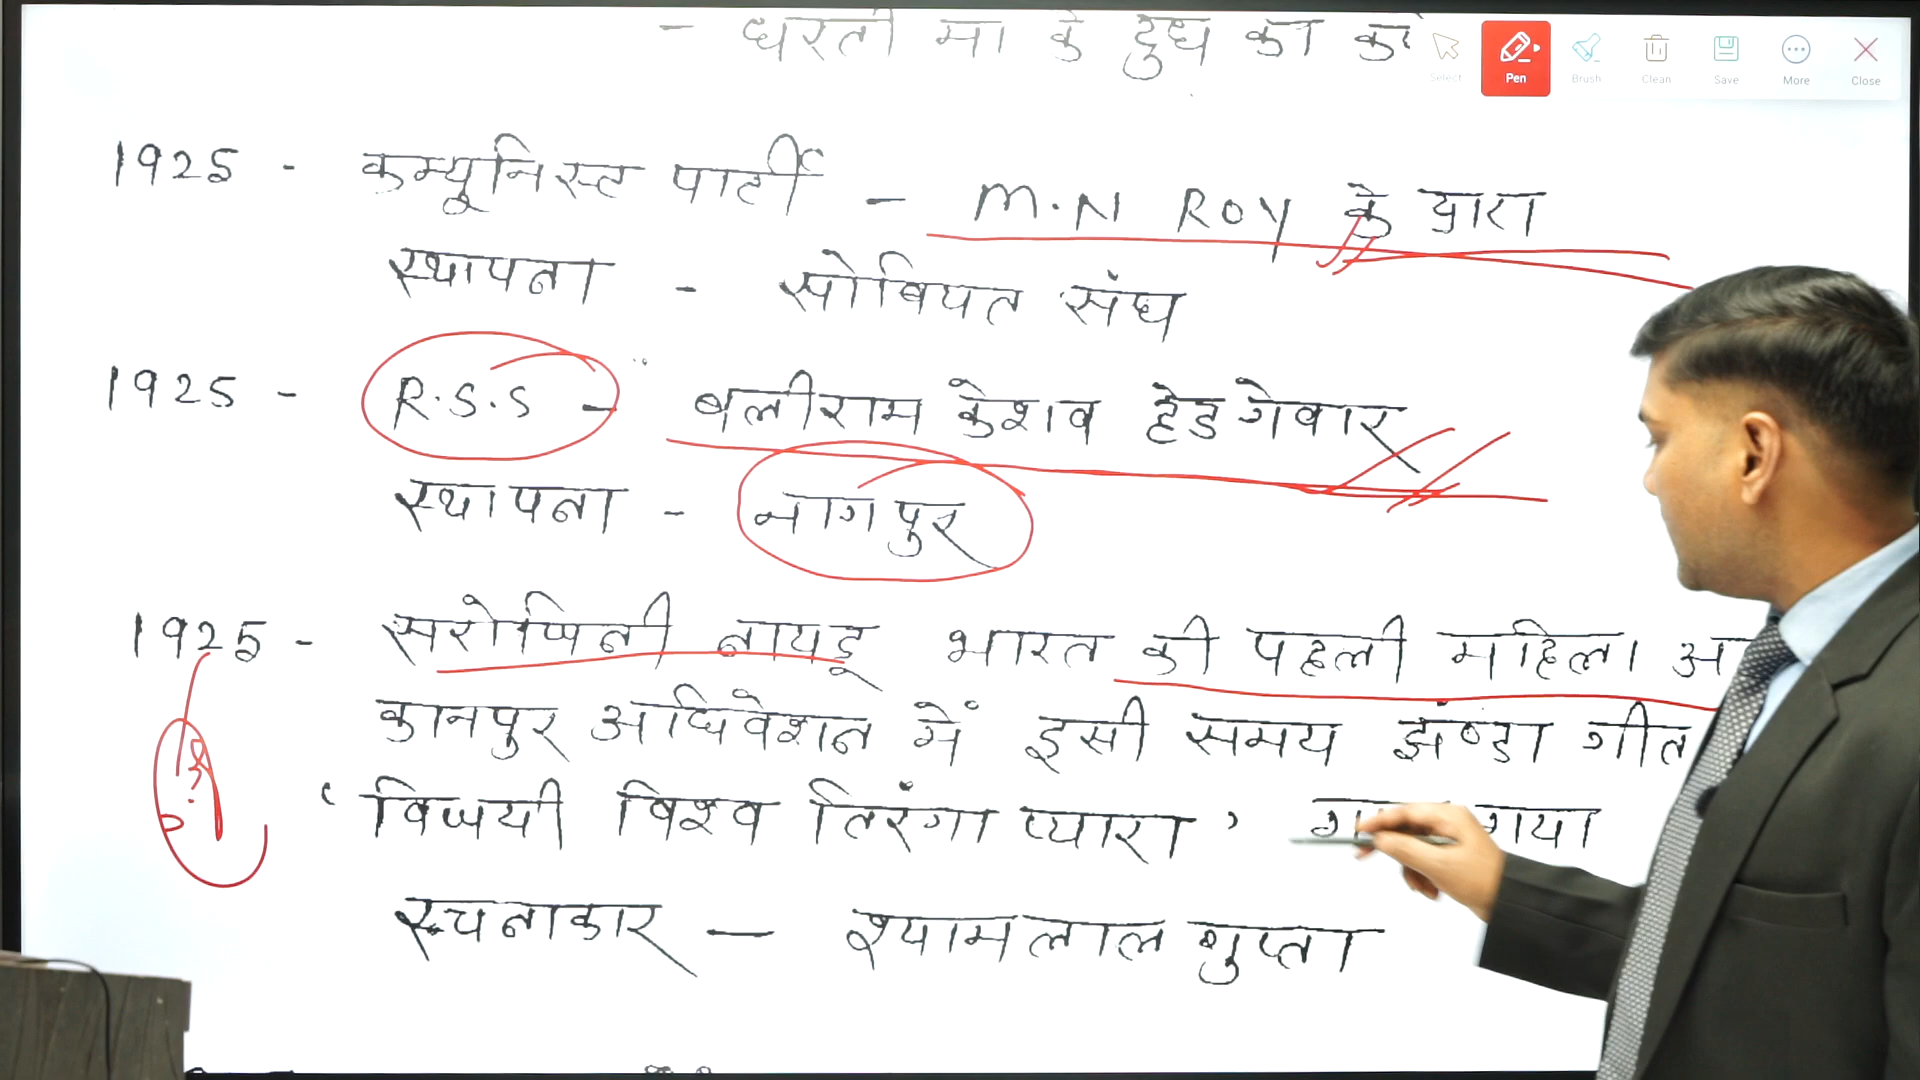 - धरती मा के दुध का
Select Pen Brush Clean Save More Close
1925 - कम्यूनिस्ट पार्टी - M.N ROY के द्वारा
स्थापना - सोवियत संघ
1925 - R.S.S - बलीराम केशव हेडगेवार
स्थापना - नागपुर
1925 - सरोजिनी नायडू भारत की पहली महिला
कानपुर अधिवेशन में इसी समय झण्डा गीत
‘विजयी विश्व तिरंगा प्यारा’ गया
रचनाकार - श्यामलाल गुप्ता